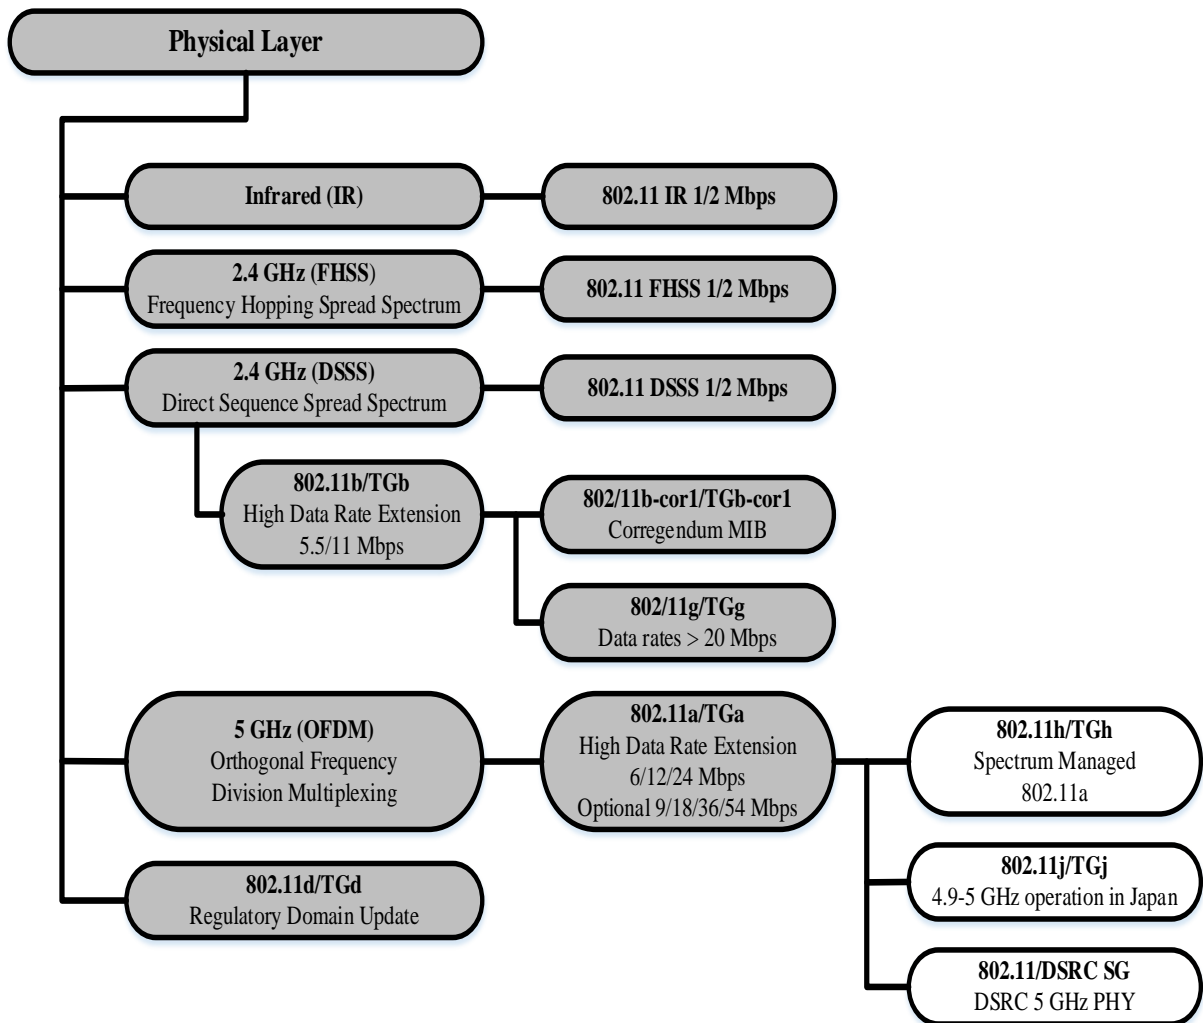 Physical Layer
Infrared (IR)
802.11 IR 1/2 Mbps
2.4 GHz (FHSS)
Frequency Hopping Spread Spectrum
802.11 FHSS 1/2 Mbps
2.4 GHz (DSSS)
Direct Sequence Spread Spectrum
802.11 DSSS 1/2 Mbps
802.11b/TGb
High Data Rate Extension
5.5/11 Mbps
802/11b-cor1/TGb-cor1
Corregendum MIB
802/11g/TGg
Data rates > 20 Mbps
5 GHz (OFDM)
Orthogonal Frequency
Division Multiplexing
802.11a/TGa
High Data Rate Extension
6/12/24 Mbps
Optional 9/18/36/54 Mbps
802.11h/TGh
Spectrum Managed
802.11a
802.11j/TGj
4.9-5 GHz operation in Japan
802.11/DSRC SG
DSRC 5 GHz PHY
802.11d/TGd
Regulatory Domain Update